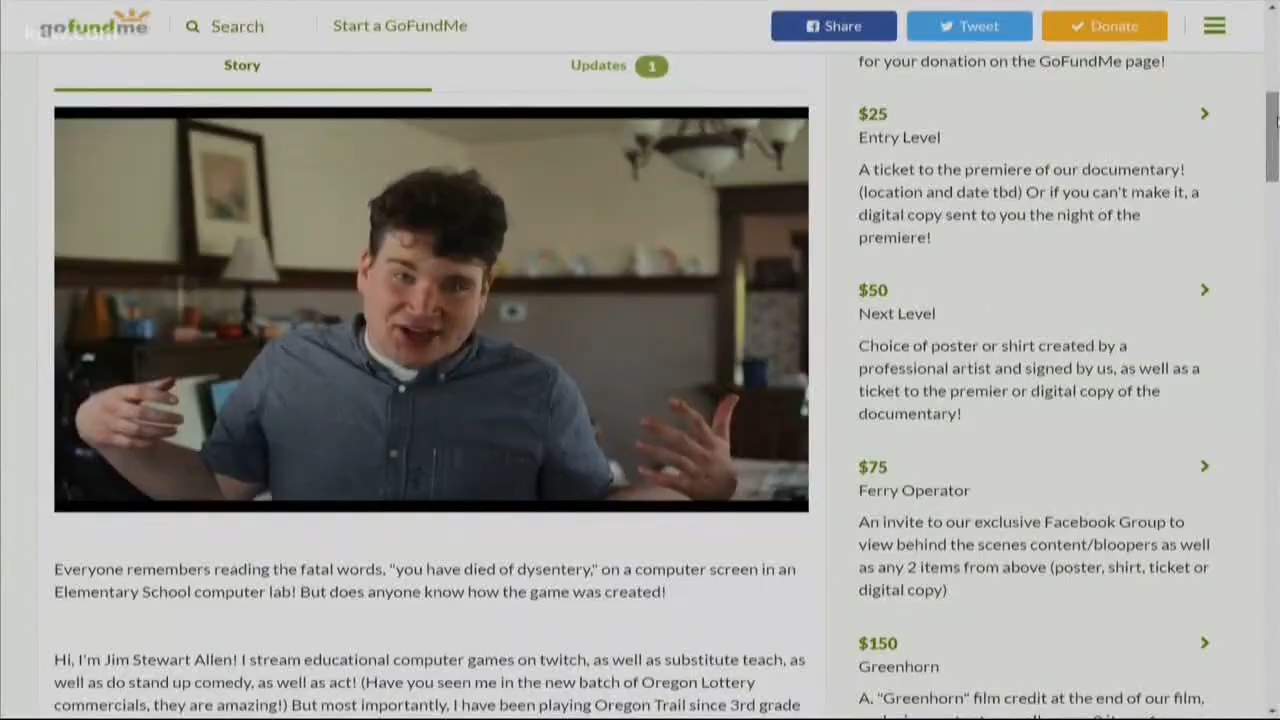 gofundme
Search
Start a GoFundMe
Share
Tweet
Donate
Story
Updates 1
Everyone remembers reading the fatal words, "you have died of dysentery," on a computer screen in an
Elementary School computer lab! But does anyone know how the game was created!
Hi, I'm Jim Stewart Allen! I stream educational computer games on twitch, as well as substitute teach, as
well as do stand up comedy, as well as act! (Have you seen me in the new batch of Oregon Lottery
commercials, they are amazing!) But most importantly, I have been playing Oregon Trail since 3rd grade
for your donation on the GoFundMe page!
$25
Entry Level
A ticket to the premiere of our documentary!
(location and date tbd) Or if you can't make it, a
digital copy sent to you the night of the
premiere!
$50
Next Level
Choice of poster or shirt created by a
professional artist and signed by us, as well as a
ticket to the premier or digital copy of the
documentary!
$75
Ferry Operator
An invite to our exclusive Facebook Group to
view behind the scenes content/bloopers as well
as any 2 items from above (poster, shirt, ticket or
digital copy)
$150
Greenhorn
A. "Greenhorn" film credit at the end of our film,